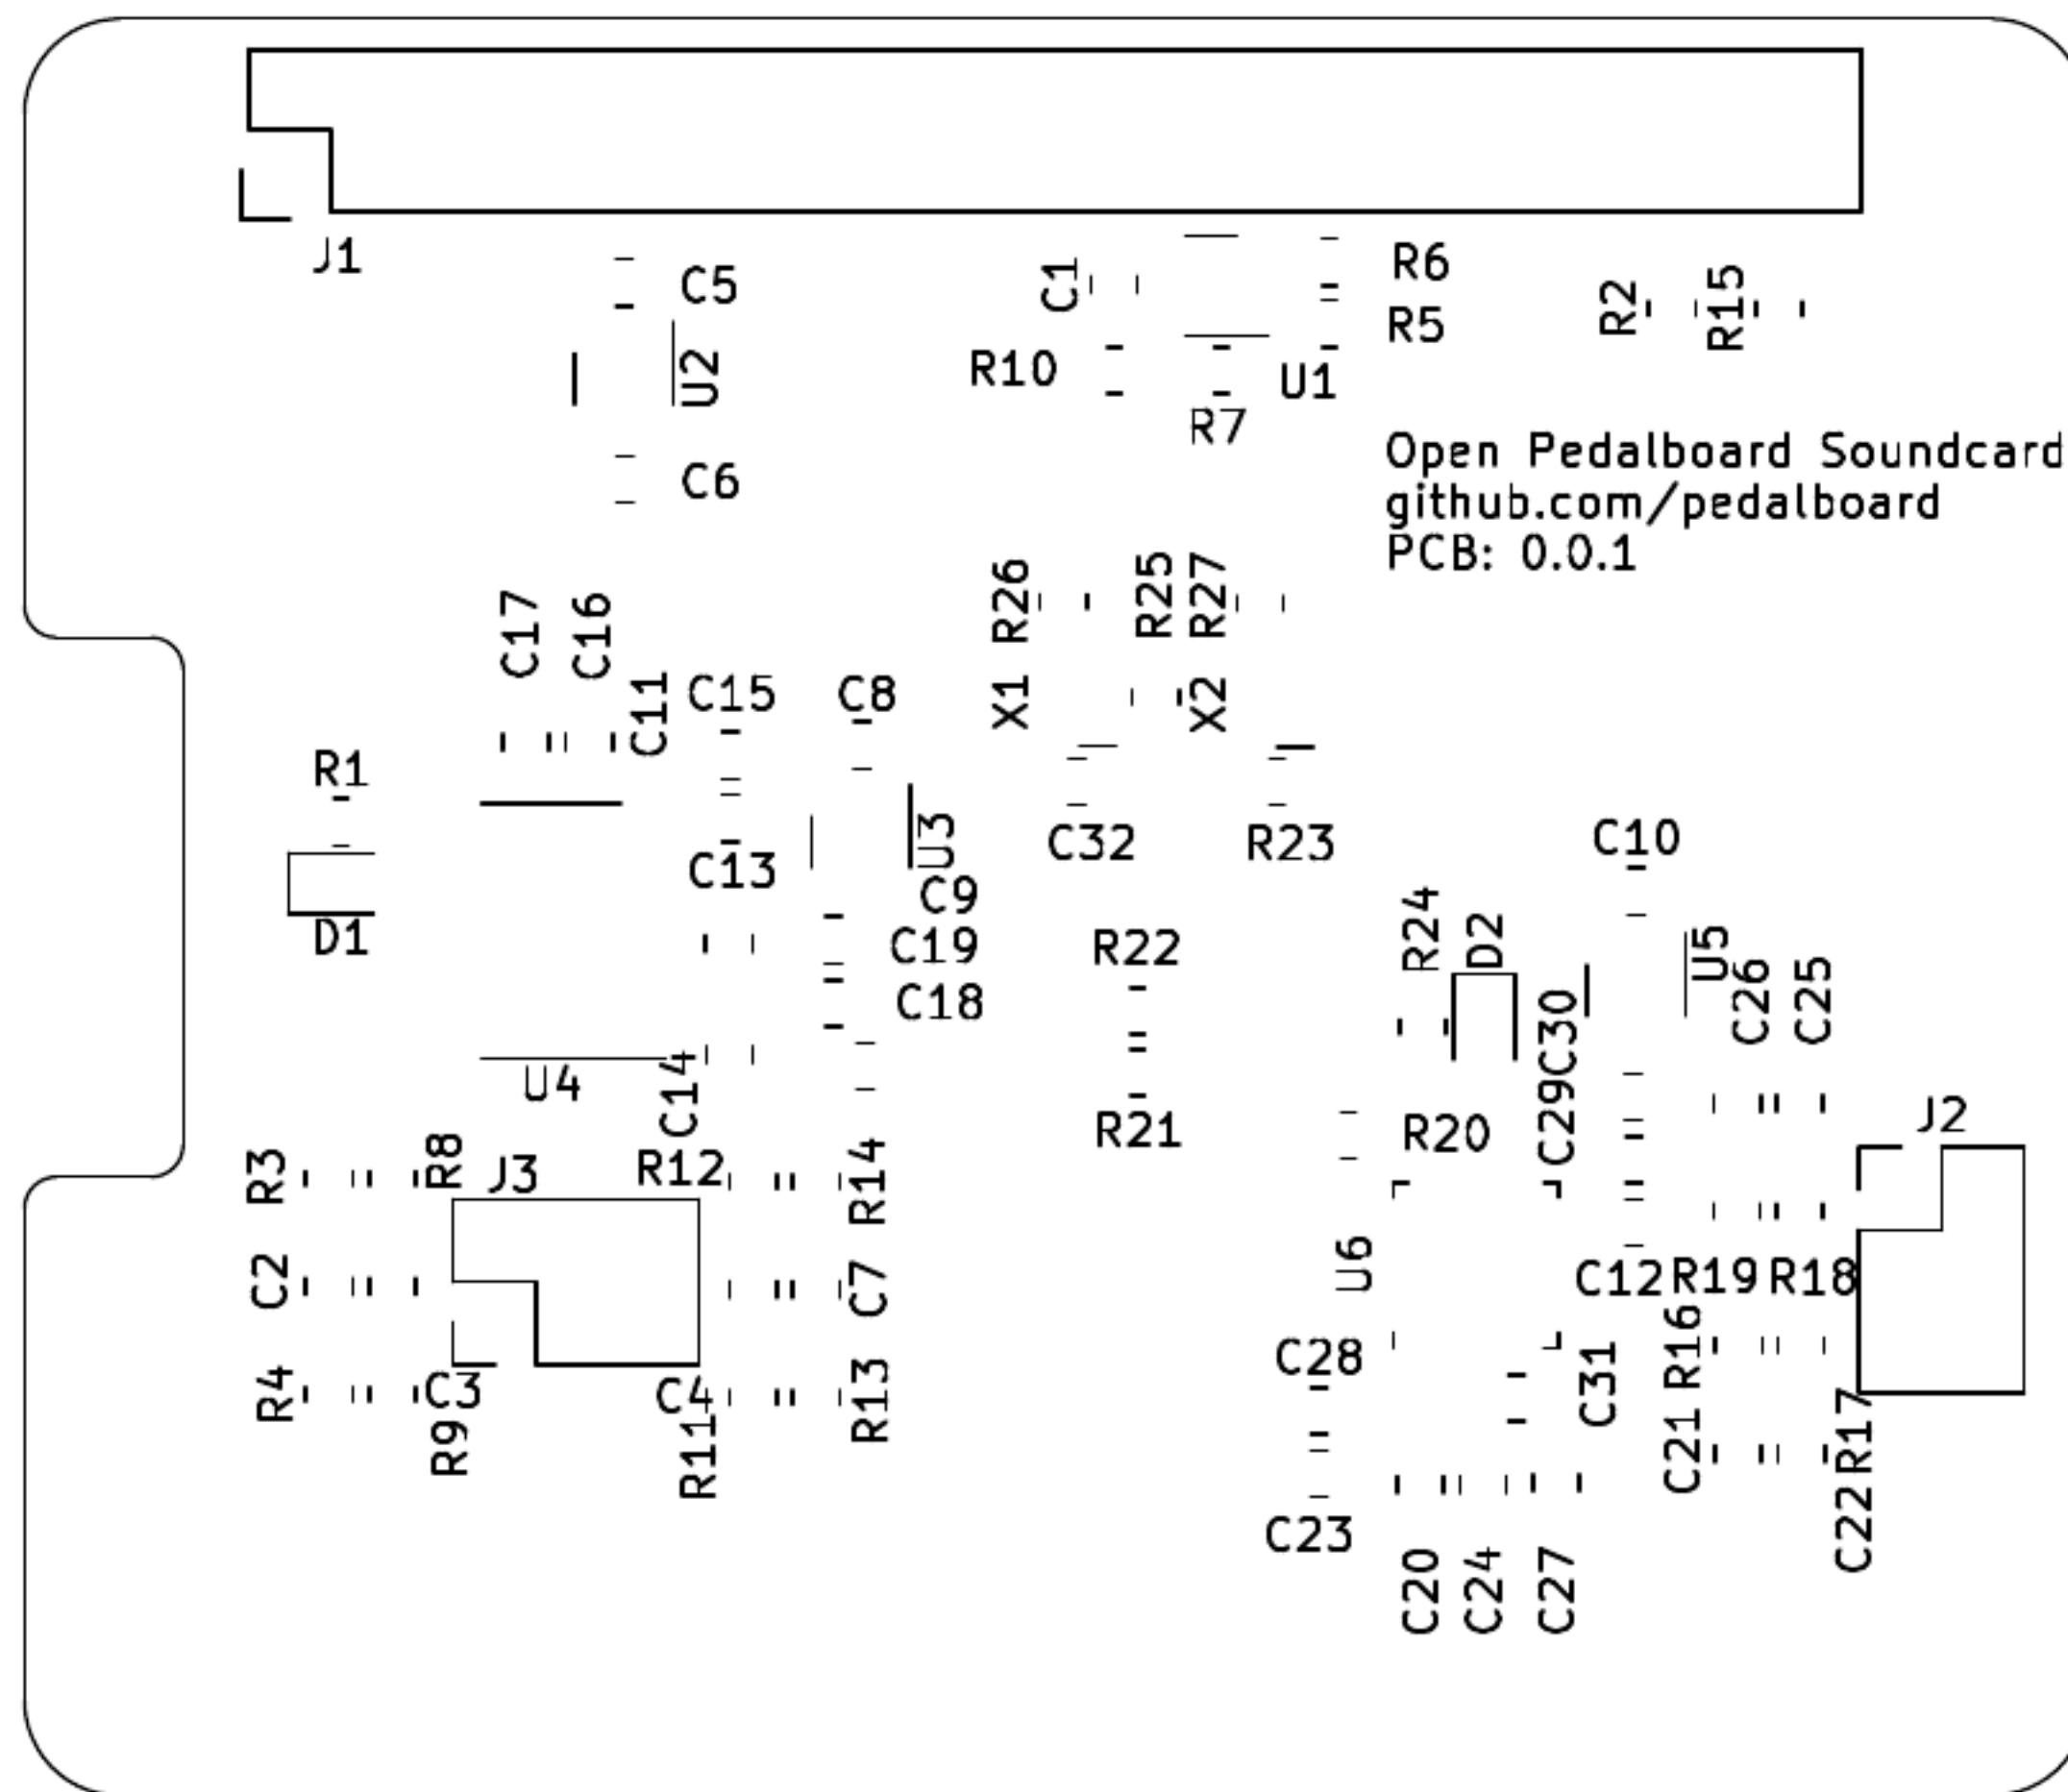 J1
C5
C1
R6
R2
R15
R5
U2
R10
U1
R7
Open Pedalboard Soundcard
github.com/pedalboard
PCB: 0.0.1
C6
R26
R25
R27
C17
C16
C11
C15
C8
X1
X2
R1
C13
U3
C32
R23
C10
C9
D1
C19
R22
R24
D2
U5
C26
C25
C18
C30
U4
C14
R21
R20
C29
J2
R3
R8
J3
R12
R14
C2
C7
U6
C12
R19
R18
C28
R16
C31
R4
C3
C4
R13
R9
R11
C21
R17
C23
C22
C20
C24
C27